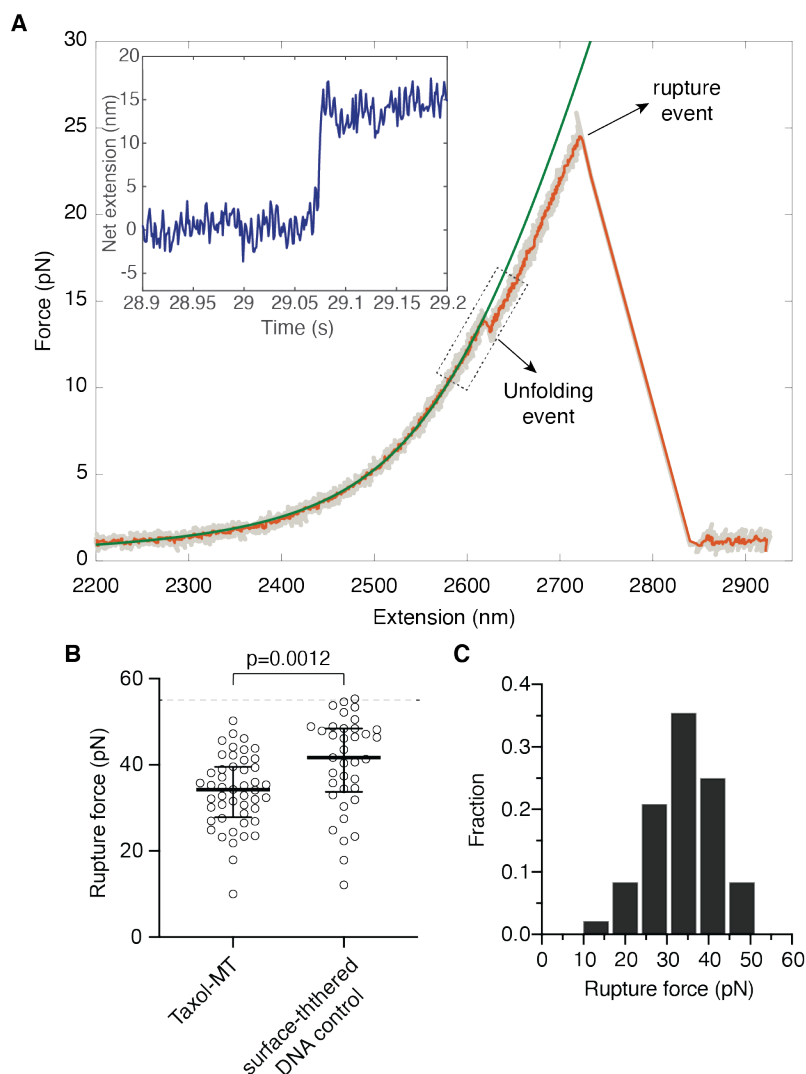 A
30
25
20
15
10
5
0
Force (pN)
2200 2300 2400 2500 2600 2700 2800 2900
Extension (nm)
20
15
10
5
0
-5
Net extension (nm)
28.9 28.95 29 29.05 29.1 29.15 29.2
Time (s)
rupture
event
Unfolding
event
B
p=0.0012
60
40
20
0
Rupture force (pN)
Taxol-MT
surface-ththered
DNA control
C
0.4
0.3
0.2
0.1
0.0
Fraction
0 10 20 30 40 50 60
Rupture force (pN)